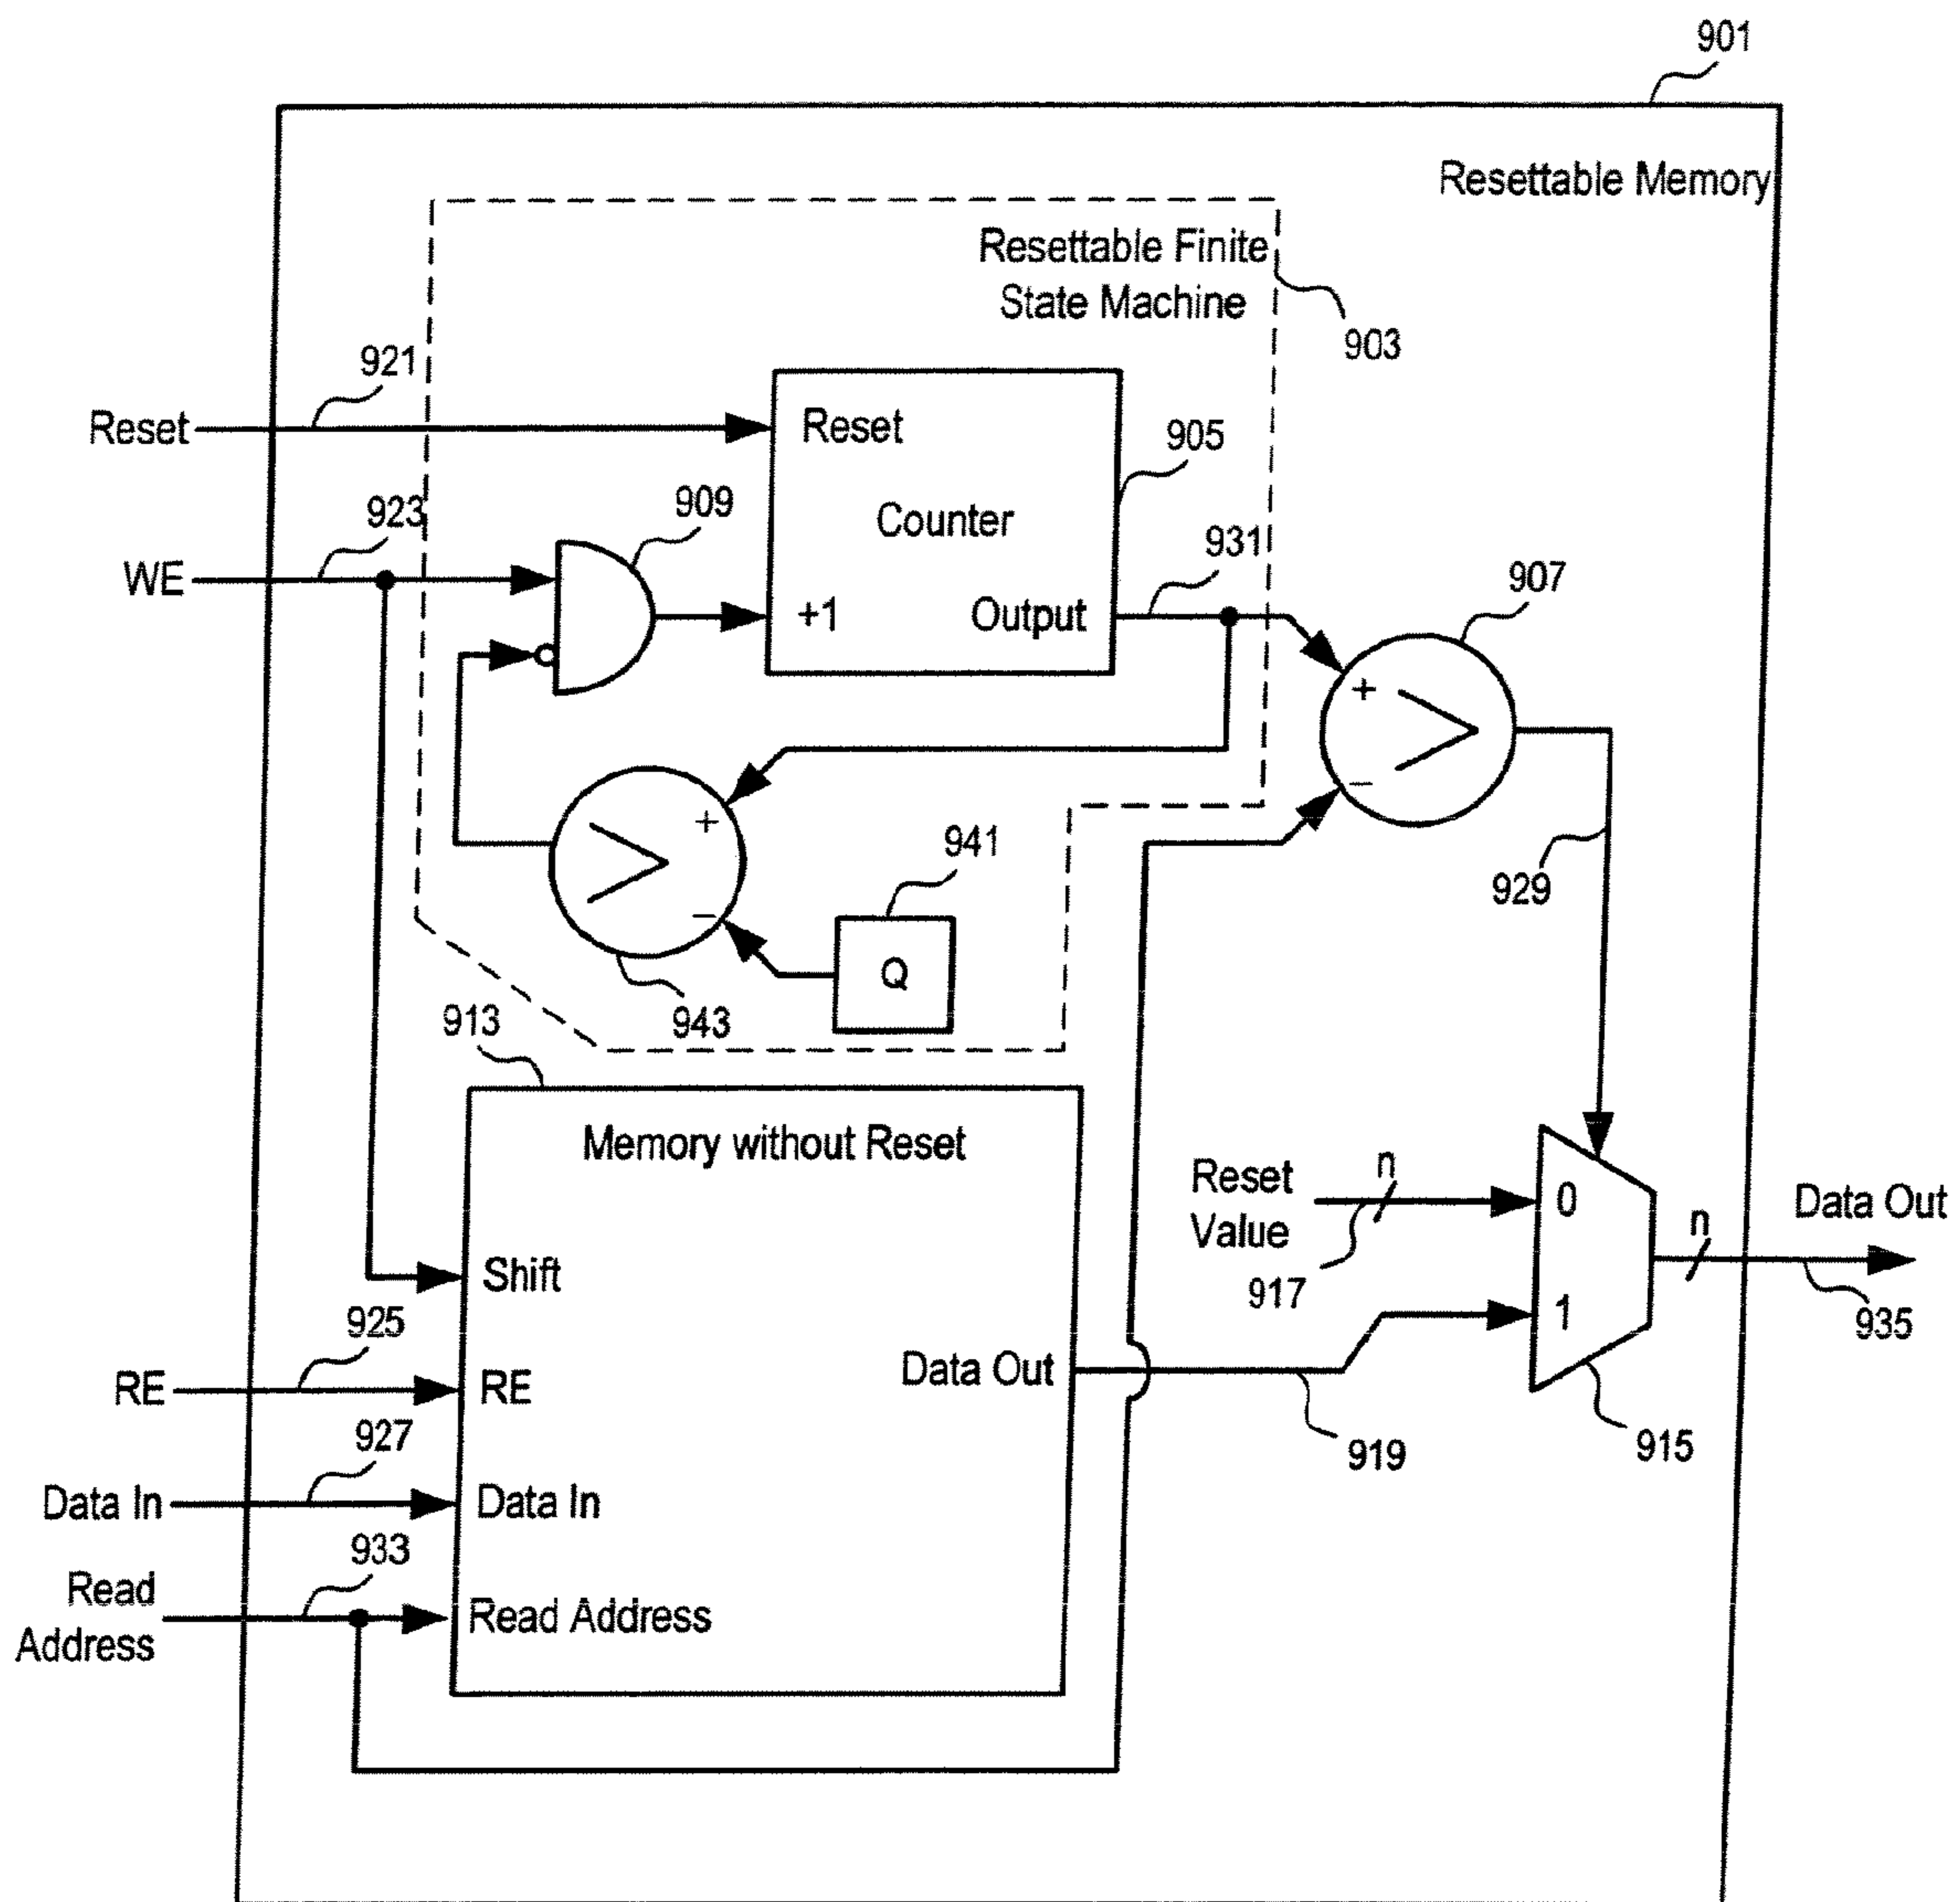 901
Resettable Memory
Resettable Finite
State Machine
903
921
Reset
Reset
905
Counter
923
909
WE
+1
Output
931
907
+
>
−
+
>
−
941
Q
943
929
913
Memory without Reset
Reset
Value
n
917
0
1
n
Data Out
935
915
Shift
925
RE
RE
Data Out
919
927
Data In
Data In
933
Read
Address
Read Address